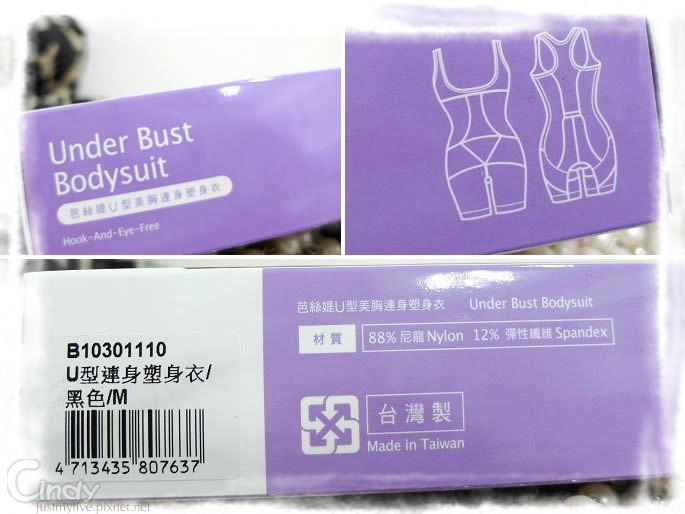 Under Bust
Bodysuit
芭絲媞U型美胸連身塑身衣
Hook-And-Eye-Free
芭絲媞U型美胸連身塑身衣 Under Bust Bodysuit
材質 88% 尼龍 Nylon 12% 彈性纖維 Spandex
B10301110
U型連身塑身衣/
黑色/M
4 713435 807637
台灣製
Made in Taiwan
Cindy
justmylive.pixnet.net